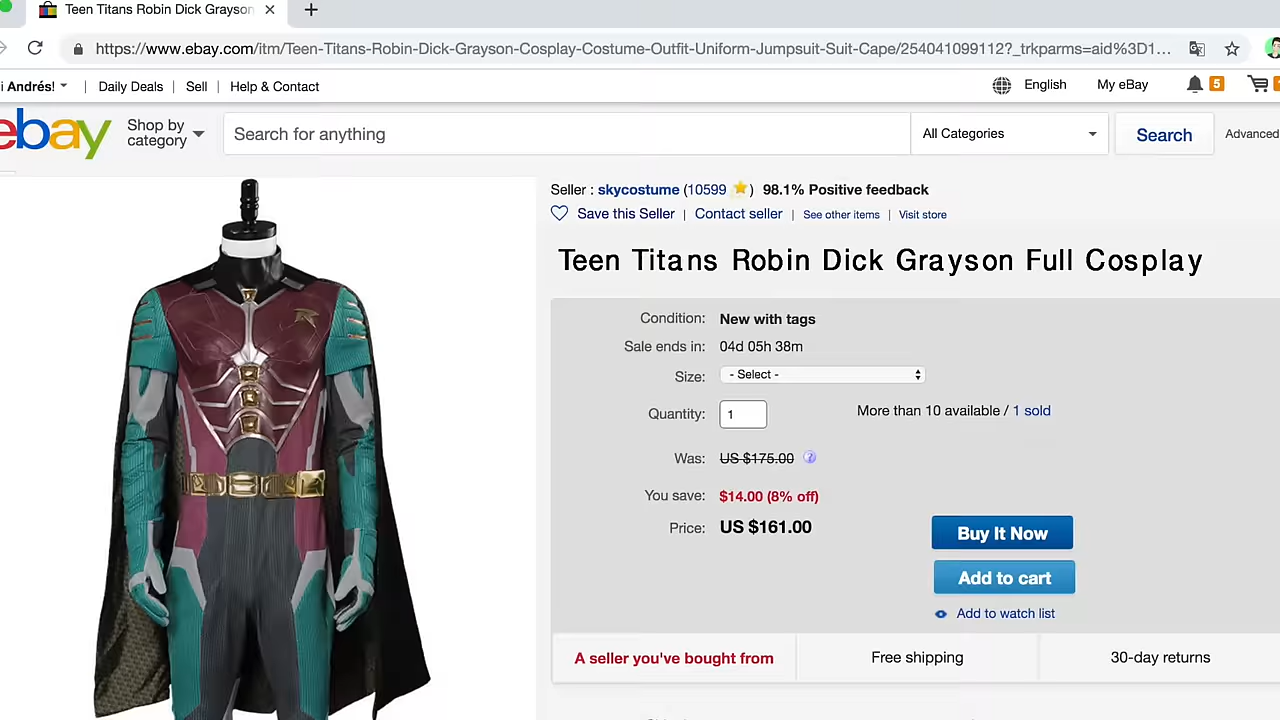 Teen Titans Robin Dick Grayson
https://www.ebay.com/itm/Teen-Titans-Robin-Dick-Grayson-Cosplay-Costume-Outfit-Uniform-Jumpsuit-Suit-Cape/254041099112?_trkparms=aid%3D1...
i Andrés! | Daily Deals | Sell | Help & Contact English My eBay 5
ebay Shop by category Search for anything All Categories Search Advanced
Seller : skycostume (10599 ) 98.1% Positive feedback
Save this Seller | Contact seller | See other items | Visit store
Teen Titans Robin Dick Grayson Full Cosplay
Condition: New with tags
Sale ends in: 04d 05h 38m
Size: - Select -
Quantity: 1 More than 10 available / 1 sold
Was: US $175.00 ?
You save: $14.00 (8% off)
Price: US $161.00
Buy It Now
Add to cart
Add to watch list
A seller you've bought from Free shipping 30-day returns